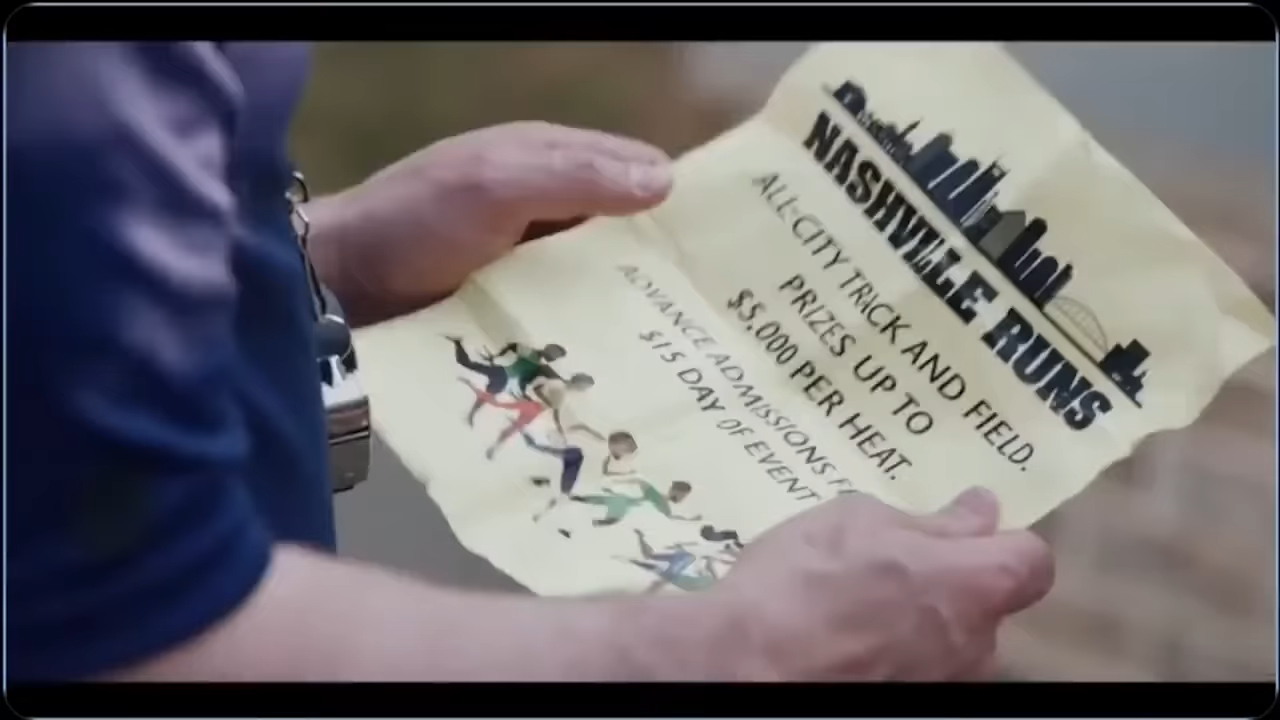 NASHVILLE RUNS
ALL-CITY TRACK AND FIELD.
PRIZES UP TO
$5,000 PER HEAT.
ADVANCE ADMISSIONS
$15 DAY OF EVENT